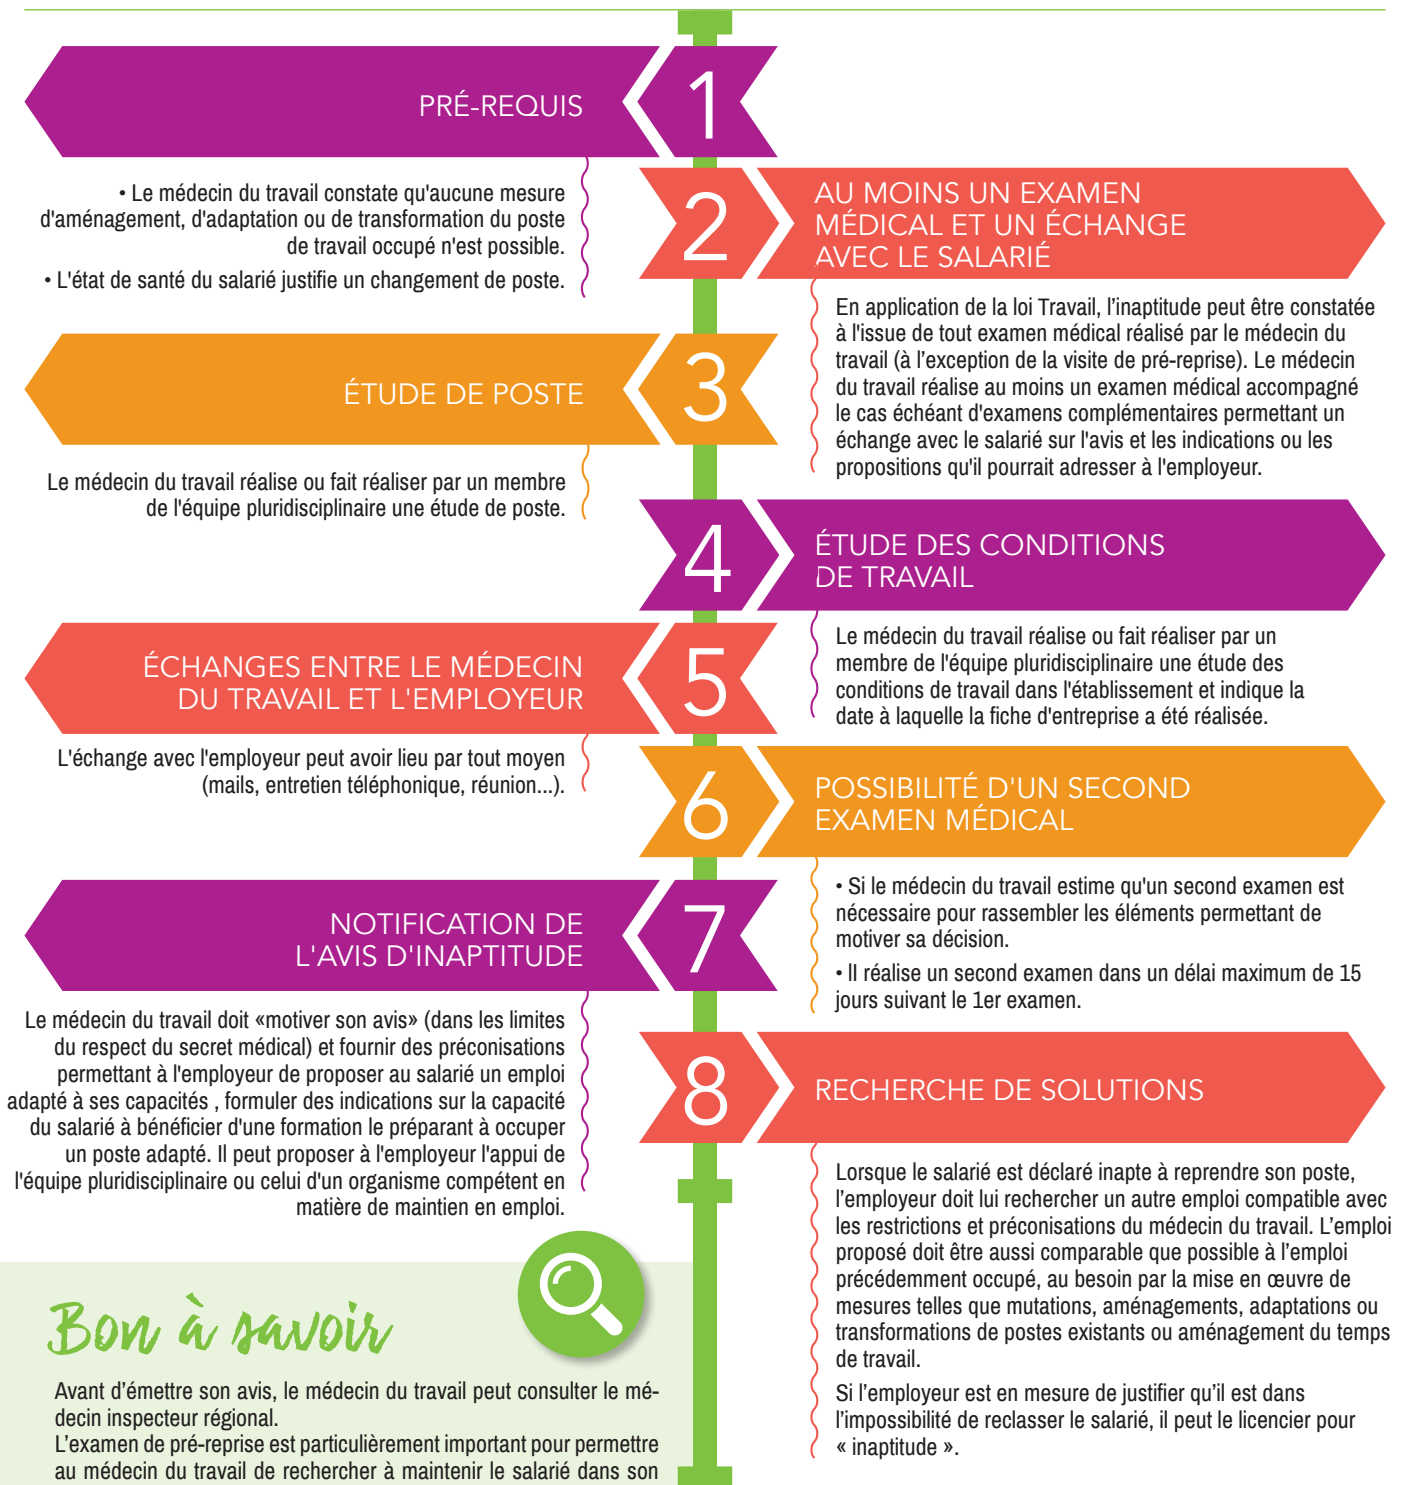 1
PRÉ-REQUIS
• Le médecin du travail constate qu'aucune mesure
d'aménagement, d'adaptation ou de transformation du poste
de travail occupé n'est possible.
• L'état de santé du salarié justifie un changement de poste.
2
AU MOINS UN EXAMEN
MÉDICAL ET UN ÉCHANGE
AVEC LE SALARIÉ
En application de la loi Travail, l’inaptitude peut être constatée
à l'issue de tout examen médical réalisé par le médecin du
travail (à l’exception de la visite de pré-reprise). Le médecin
du travail réalise au moins un examen médical accompagné
le cas échéant d'examens complémentaires permettant un
échange avec le salarié sur l'avis et les indications ou les
propositions qu'il pourrait adresser à l'employeur.
3
ÉTUDE DE POSTE
Le médecin du travail réalise ou fait réaliser par un membre
de l'équipe pluridisciplinaire une étude de poste.
4
ÉTUDE DES CONDITIONS
DE TRAVAIL
Le médecin du travail réalise ou fait réaliser par un
membre de l'équipe pluridisciplinaire une étude des
conditions de travail dans l'établissement et indique la
date à laquelle la fiche d'entreprise a été réalisée.
5
ÉCHANGES ENTRE LE MÉDECIN
DU TRAVAIL ET L'EMPLOYEUR
L'échange avec l'employeur peut avoir lieu par tout moyen
(mails, entretien téléphonique, réunion...).
6
POSSIBILITÉ D'UN SECOND
EXAMEN MÉDICAL
• Si le médecin du travail estime qu'un second examen est
nécessaire pour rassembler les éléments permettant de
motiver sa décision.
• Il réalise un second examen dans un délai maximum de 15
jours suivant le 1er examen.
7
NOTIFICATION DE
L'AVIS D'INAPTITUDE
Le médecin du travail doit «motiver son avis» (dans les limites
du respect du secret médical) et fournir des préconisations
permettant à l'employeur de proposer au salarié un emploi
adapté à ses capacités , formuler des indications sur la capacité
du salarié à bénéficier d'une formation le préparant à occuper
un poste adapté. Il peut proposer à l'employeur l'appui de
l'équipe pluridisciplinaire ou celui d'un organisme compétent en
matière de maintien en emploi.
8
RECHERCHE DE SOLUTIONS
Lorsque le salarié est déclaré inapte à reprendre son poste,
l’employeur doit lui rechercher un autre emploi compatible avec
les restrictions et préconisations du médecin du travail. L’emploi
proposé doit être aussi comparable que possible à l’emploi
précédemment occupé, au besoin par la mise en œuvre de
mesures telles que mutations, aménagements, adaptations ou
transformations de postes existants ou aménagement du temps
de travail.
Si l’employeur est en mesure de justifier qu’il est dans
l’impossibilité de reclasser le salarié, il peut le licencier pour
« inaptitude ».
Bon à savoir
Avant d’émettre son avis, le médecin du travail peut consulter le mé-
decin inspecteur régional.
L’examen de pré-reprise est particulièrement important pour permettre
au médecin du travail de rechercher à maintenir le salarié dans son